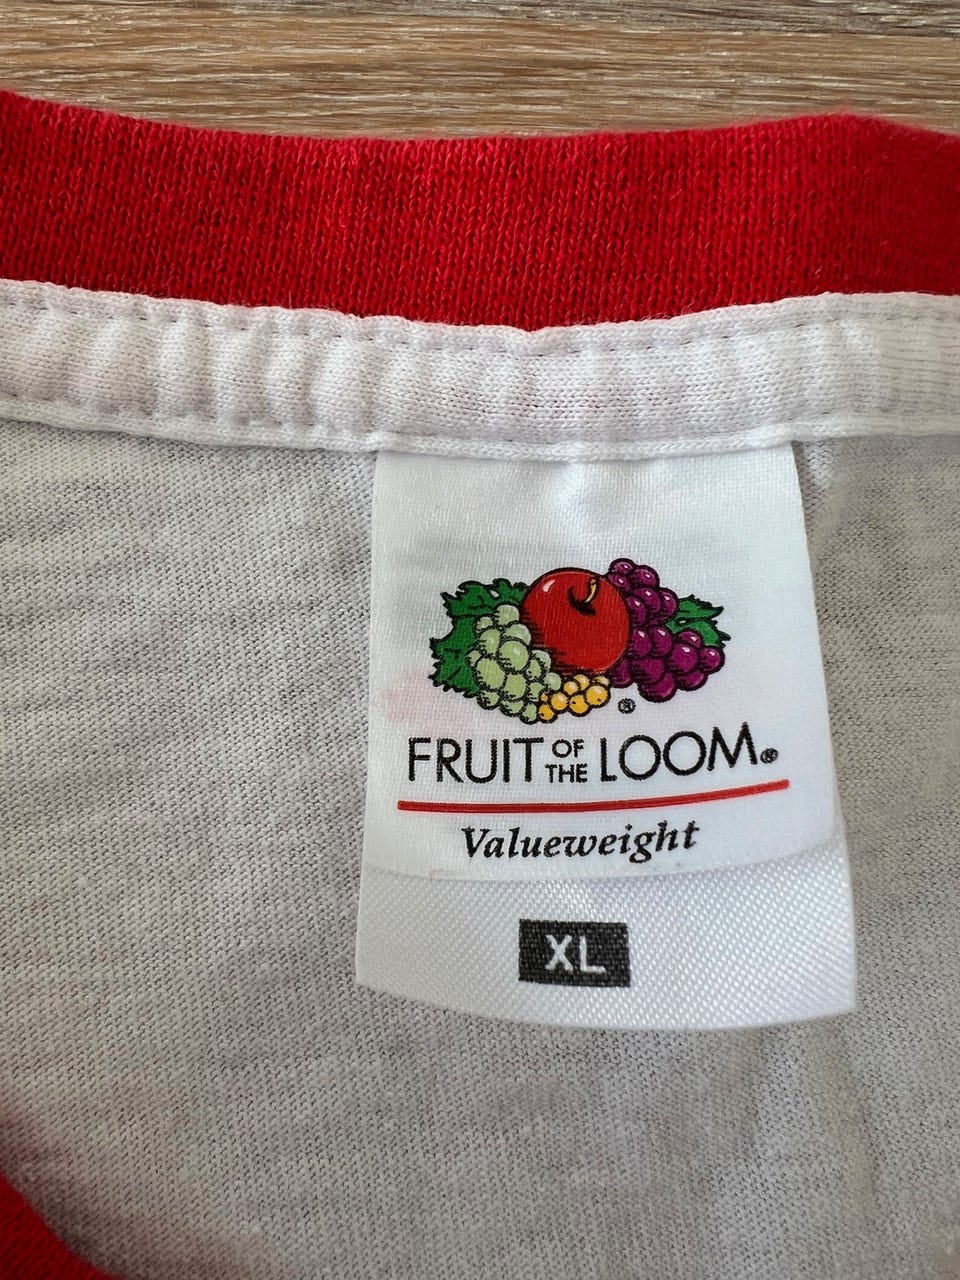 ®
FRUIT OF THE LOOM®
Valueweight
XL